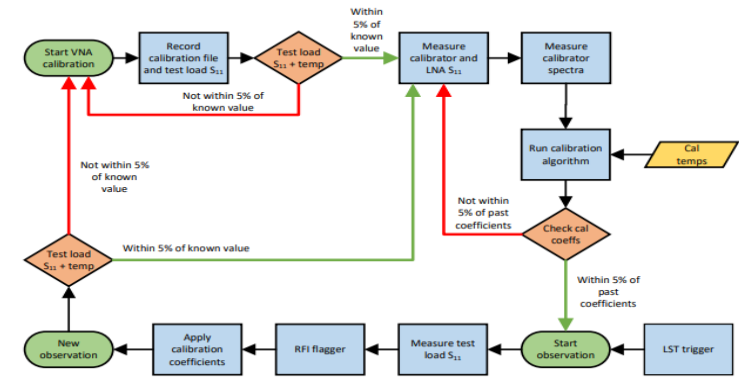 Start VNA
calibration
Record
calibration file
and test load S₁₁
Test load
S₁₁ + temp
Within
5% of
known
value
Measure
calibrator and
LNA S₁₁
Measure
calibrator
spectra
Not within 5% of
known value
Run calibration
algorithm
Cal
temps
Not within 5%
of known
value
Not within
5% of past
coefficients
Check cal
coeffs
Test load
S₁₁ + temp
Within 5% of known value
Within 5% of
past
coefficients
New
observation
Apply
calibration
coefficients
RFI flagger
Measure test
load S₁₁
Start
observation
LST trigger